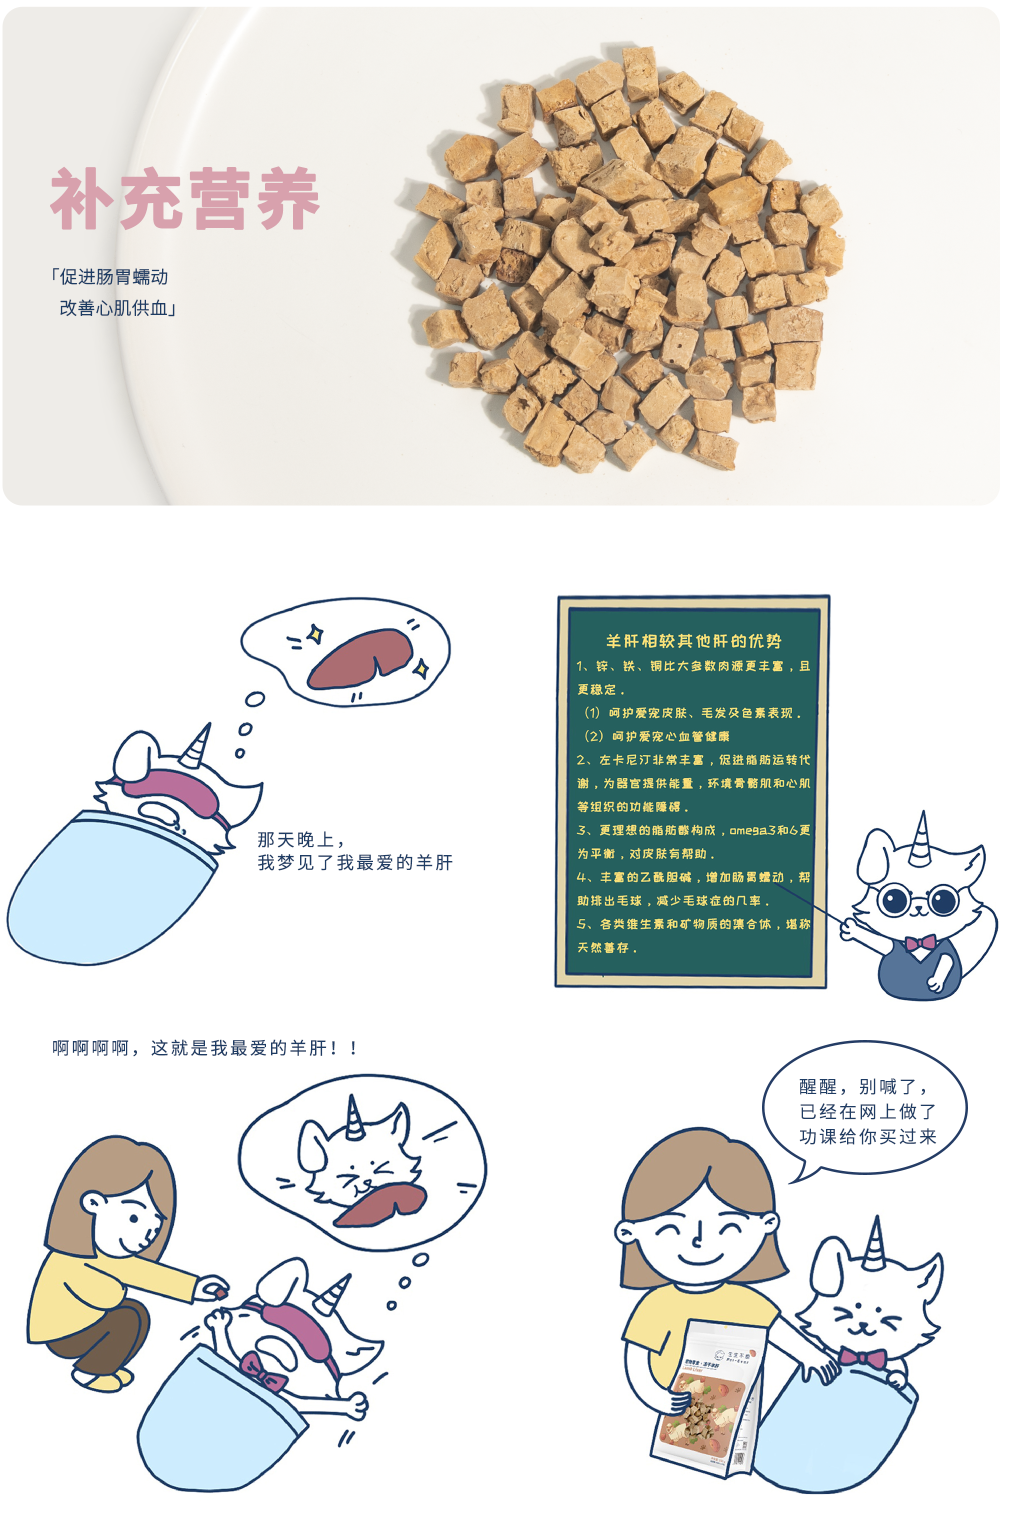 补充营养
「促进肠胃蠕动
改善心肌供血」
那天晚上，
我梦见了我最爱的羊肝
羊肝相较其他肝的优势
1、锌、铁、铜比大多数肉源更丰富，且
更稳定。
（1）呵护爱宠皮肤、毛发及色素表现。
（2）呵护爱宠心血管健康
2、左卡尼汀非常丰富，促进脂肪运转代
谢，为器官提供能量，环境骨骼肌和心肌
等组织的功能障碍。
3、更理想的脂肪酸构成，omega3和6更
为平衡，对皮肤有帮助。
4、丰富的乙酰胆碱，增加肠胃蠕动，帮
助排出毛球，减少毛球症的几率。
5、各类维生素和矿物质的集合体，堪称
天然善存。
啊啊啊啊，这就是我最爱的羊肝！！
醒醒，别喊了，
已经在网上做了
功课给你买过来